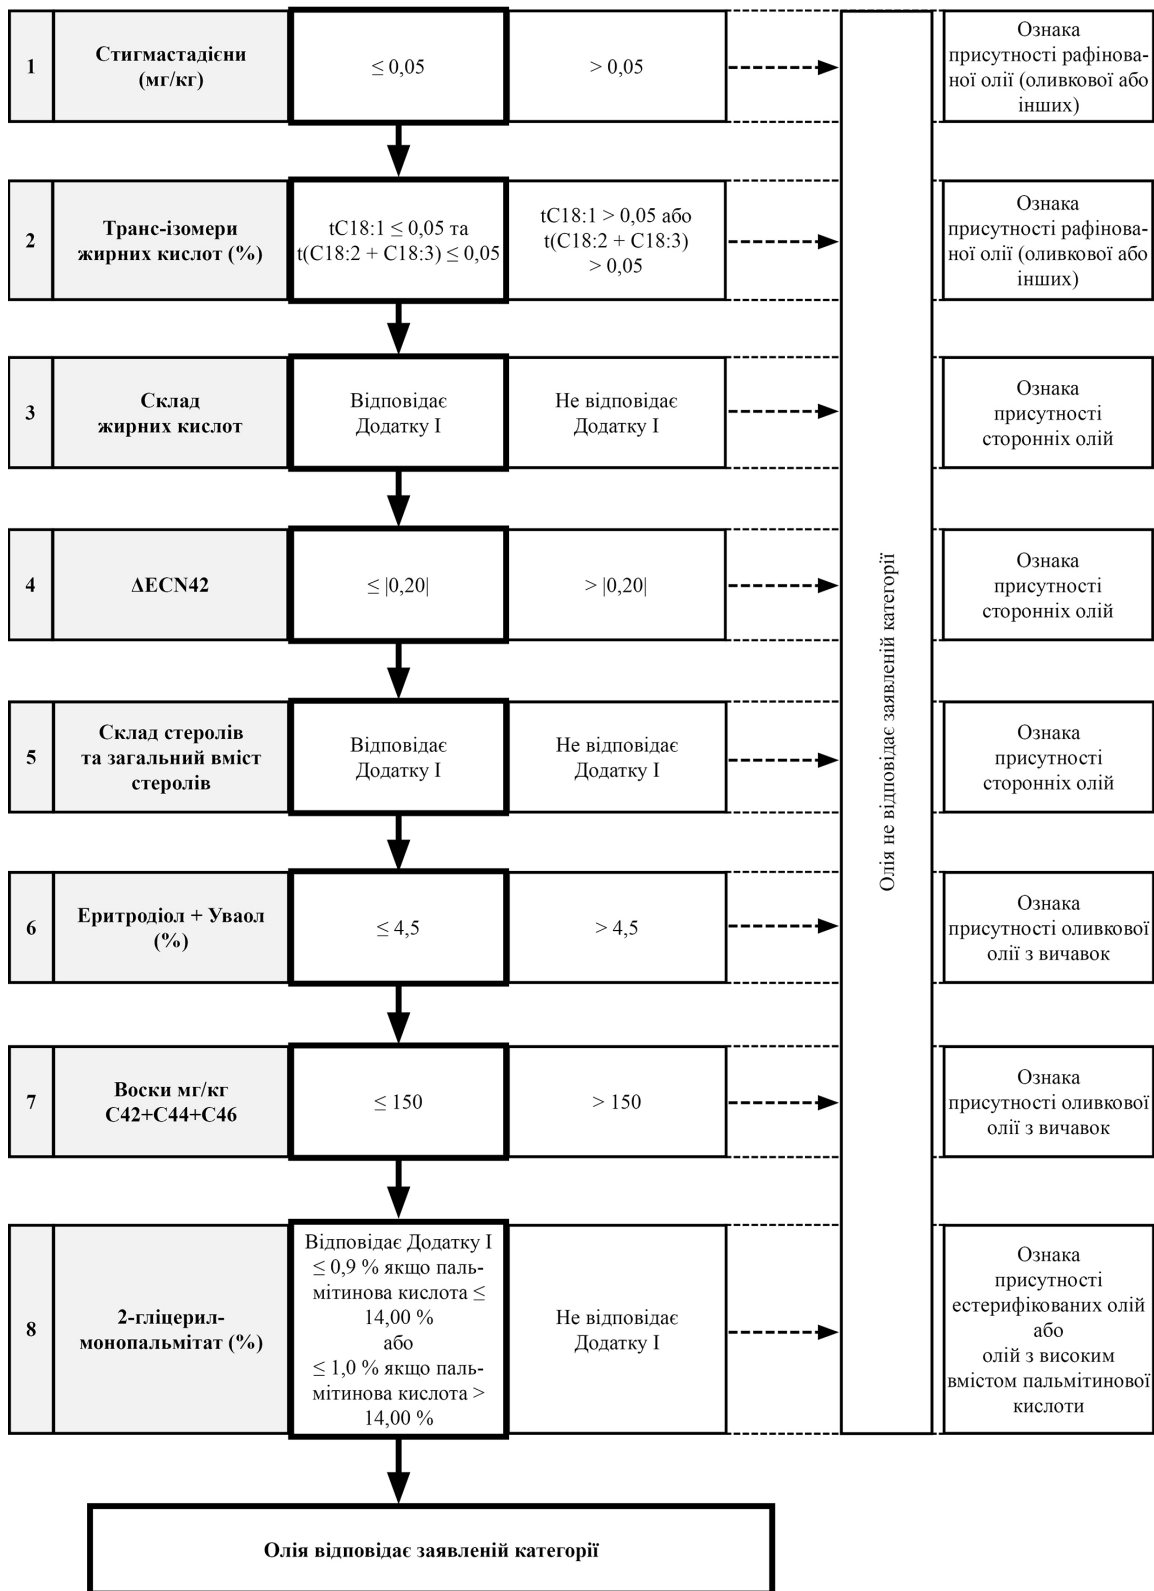 1
Стигмастадієни
(мг/кг)
≤ 0,05
> 0,05
Ознака
присутності рафінова-
ної олії (оливкової або
інших)
2
Транс-ізомери
жирних кислот (%)
tC18:1 ≤ 0,05 та
t(C18:2 + C18:3) ≤ 0,05
tC18:1 > 0,05 або
t(C18:2 + C18:3)
> 0,05
Ознака
присутності рафінова-
ної олії (оливкової або
інших)
3
Склад
жирних кислот
Відповідає
Додатку I
Не відповідає
Додатку I
Ознака
присутності
сторонніх олій
4
ΔECN42
≤ |0,20|
> |0,20|
Ознака
присутності
сторонніх олій
Олія не відповідає заявленій категорії
5
Склад стеролів
та загальний вміст
стеролів
Відповідає
Додатку I
Не відповідає
Додатку I
Ознака
присутності
сторонніх олій
6
Еритродіол + Уваол
(%)
≤ 4,5
> 4,5
Ознака
присутності оливкової
олії з вичавок
7
Воски мг/кг
C42+C44+C46
≤ 150
> 150
Ознака
присутності оливкової
олії з вичавок
8
2-гліцерил-
монопальмітат (%)
Відповідає Додатку I
≤ 0,9 % якщо паль-
мітинова кислота ≤
14,00 %
або
≤ 1,0 % якщо паль-
мітинова кислота >
14,00 %
Не відповідає
Додатку I
Ознака
присутності
естерифікованих олій
або
олій з високим
вмістом пальмітинової
кислоти
Олія відповідає заявленій категорії